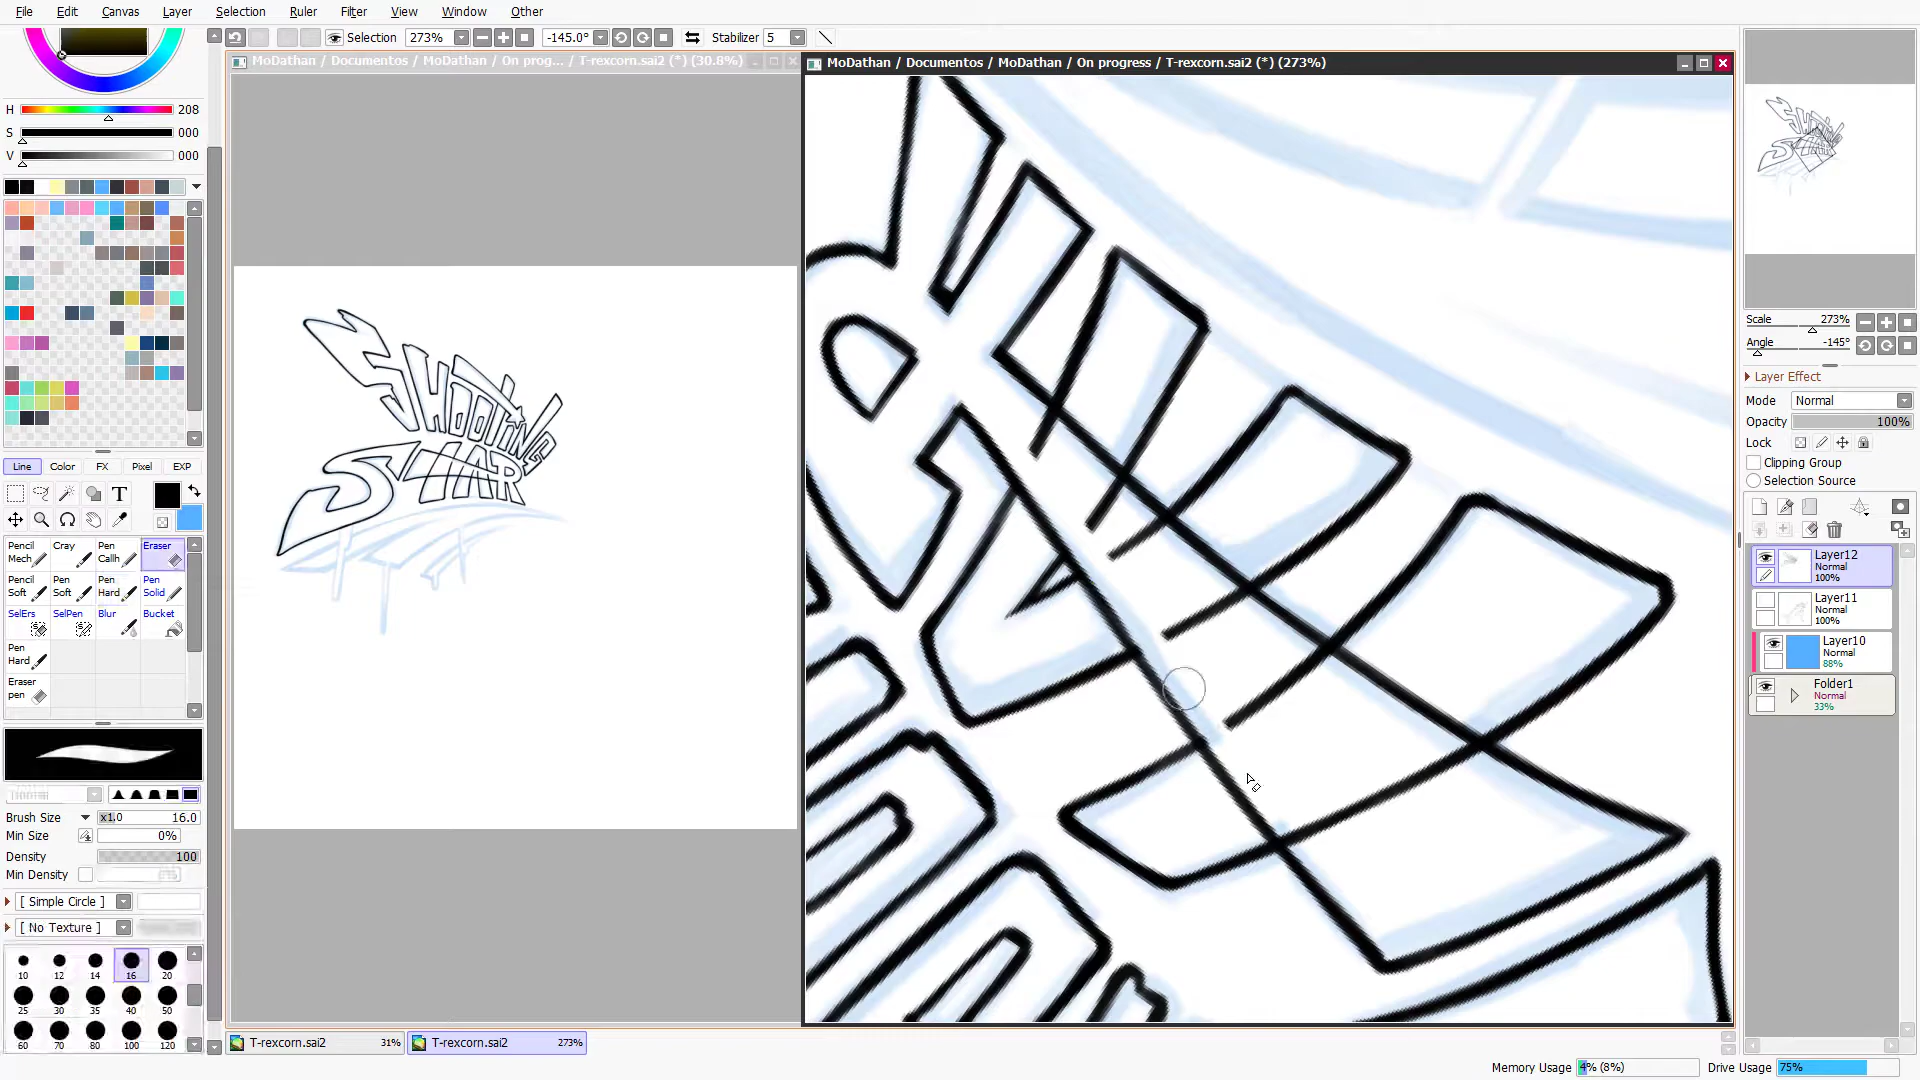 File Edit Canvas Layer Selection Ruler Filter View Window Other
Selection 273% -145.0° Stabilizer 5
MoDathan / Documentos / MoDathan / On prog... / T-rexcorn.sai2 (*) (30.8%)
MoDathan / Documentos / MoDathan / On progress / T-rexcorn.sai2 (*) (273%)
H 208
S 000
V 000
SHOOTING
STAR
Line Color FX Pixel EXP
T
Pencil Mech Cray Pen Callh Eraser
Pencil Soft Pen Soft Pen Hard Pen Solid
SelErs SelPen Blur Bucket
Pen Hard
Eraser pen
Brush Size x1.0 16.0
Min Size 0%
Density 100
Min Density
[ Simple Circle ]
[ No Texture ]
10 12 14 16 20
25 30 35 40 50
60 70 80 100 120
Scale 273%
Angle -145°
Layer Effect
Mode Normal
Opacity 100%
Lock
Clipping Group
Selection Source
Layer12
Normal
100%
Layer11
Normal
100%
Layer10
Normal
88%
Folder1
Normal
33%
T-rexcorn.sai2 31% T-rexcorn.sai2 273%
Memory Usage 4% (8%) Drive Usage 75%